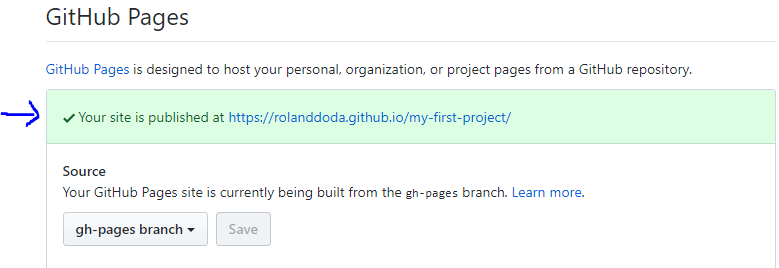 GitHub Pages
GitHub Pages is designed to host your personal, organization, or project pages from a GitHub repository.
Your site is published at https://rolanddoda.github.io/my-first-project/
Source
Your GitHub Pages site is currently being built from the gh-pages branch. Learn more.
gh-pages branch Save